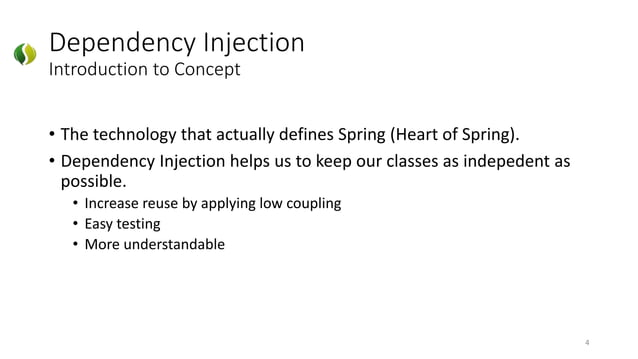 Dependency Injection
Introduction to Concept
• The technology that actually defines Spring (Heart of Spring).
• Dependency Injection helps us to keep our classes as indepedent as
possible.
• Increase reuse by applying low coupling
• Easy testing
• More understandable
4